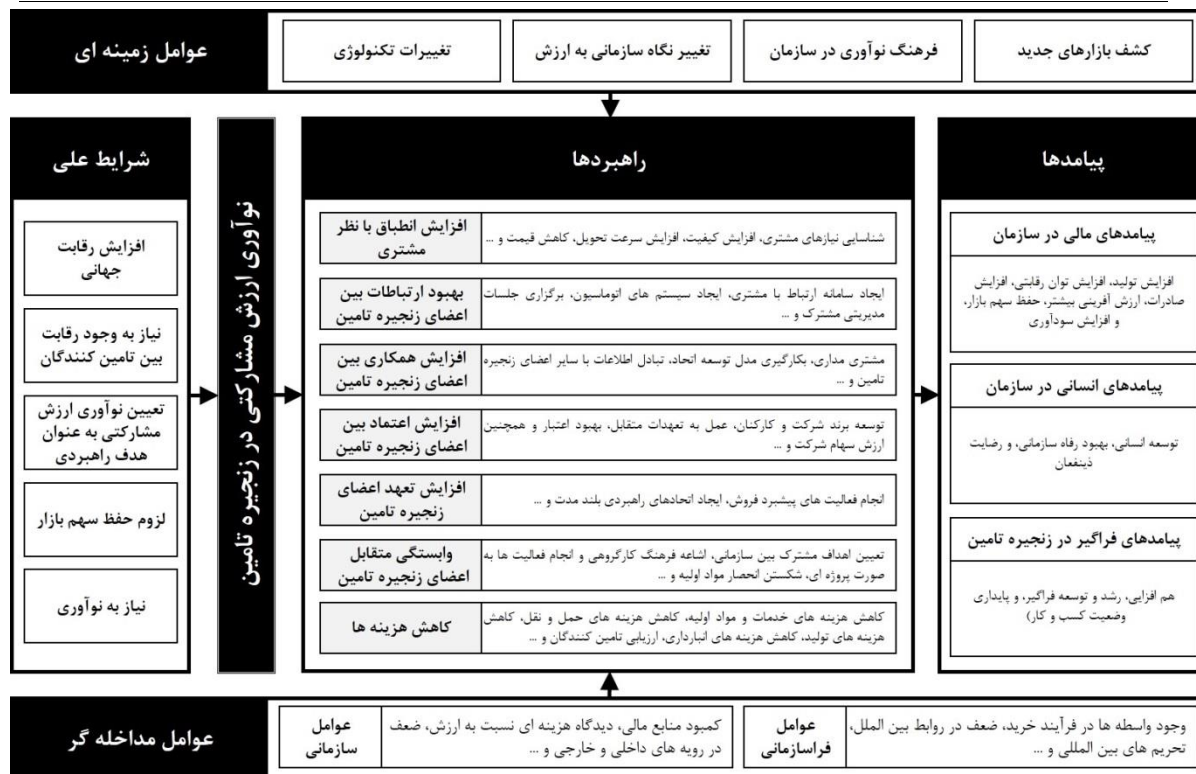 عوامل زمینه ای
تغییرات تکنولوژی
تغییر نگاه سازمانی به ارزش
فرهنگ نوآوری در سازمان
کشف بازارهای جدید
شرایط علی
افزایش رقابت
جهانی
نیاز به وجود رقابت
بین تامین کنندگان
تعیین نوآوری ارزش
مشارکتی به عنوان
هدف راهبردی
لزوم حفظ سهم بازار
نیاز به نوآوری
نوآوری ارزش مشارکتی در زنجیره تامین
راهبردها
افزایش انطباق با نظر
مشتری
شناسایی نیازهای مشتری، افزایش کیفیت، افزایش سرعت تحویل، کاهش قیمت و ...
بهبود ارتباطات بین
اعضای زنجیره تامین
ایجاد سامانه ارتباط با مشتری، ایجاد سیستم های اتوماسیون، برگزاری جلسات
مدیریتی مشترک و ...
افزایش همکاری بین
اعضای زنجیره تامین
مشتری مداری، بکارگیری مدل توسعه اتحاد، تبادل اطلاعات با سایر اعضای زنجیره
تامین و ...
افزایش اعتماد بین
اعضای زنجیره تامین
توسعه برند شرکت و کارکنان، عمل به تعهدات متقابل، بهبود اعتبار و همچنین
ارزش سهام شرکت و ...
افزایش تعهد اعضای
زنجیره تامین
انجام فعالیت های پیشبرد فروش، ایجاد اتحادهای راهبردی بلند مدت و ...
وابستگی متقابل
اعضای زنجیره تامین
تعیین اهداف مشترک بین سازمانی، اشاعه فرهنگ کارگروهی و انجام فعالیت ها به
صورت پروژه ای، شکستن انحصار مواد اولیه و ...
کاهش هزینه ها
کاهش هزینه های خدمات و مواد اولیه، کاهش هزینه های حمل و نقل، کاهش
هزینه های تولید، کاهش هزینه های انبارداری، ارزیابی تامین کنندگان و ...
پیامدها
پیامدهای مالی در سازمان
افزایش تولید، افزایش توان رقابتی، افزایش
صادرات، ارزش آفرینی بیشتر، حفظ سهم بازار،
و افزایش سودآوری
پیامدهای انسانی در سازمان
توسعه انسانی، بهبود رفاه سازمانی، و رضایت
ذینفعان
پیامدهای فراگیر در زنجیره تامین
هم افزایی، رشد و توسعه فراگیر، و پایداری
وضعیت کسب و کار)
عوامل مداخله گر
عوامل
سازمانی
کمبود منابع مالی، دیدگاه هزینه ای نسبت به ارزش، ضعف
در رویه های داخلی و خارجی و ...
عوامل
فراسازمانی
وجود واسطه ها در فرآیند خرید، ضعف در روابط بین الملل،
تحریم های بین المللی و ...